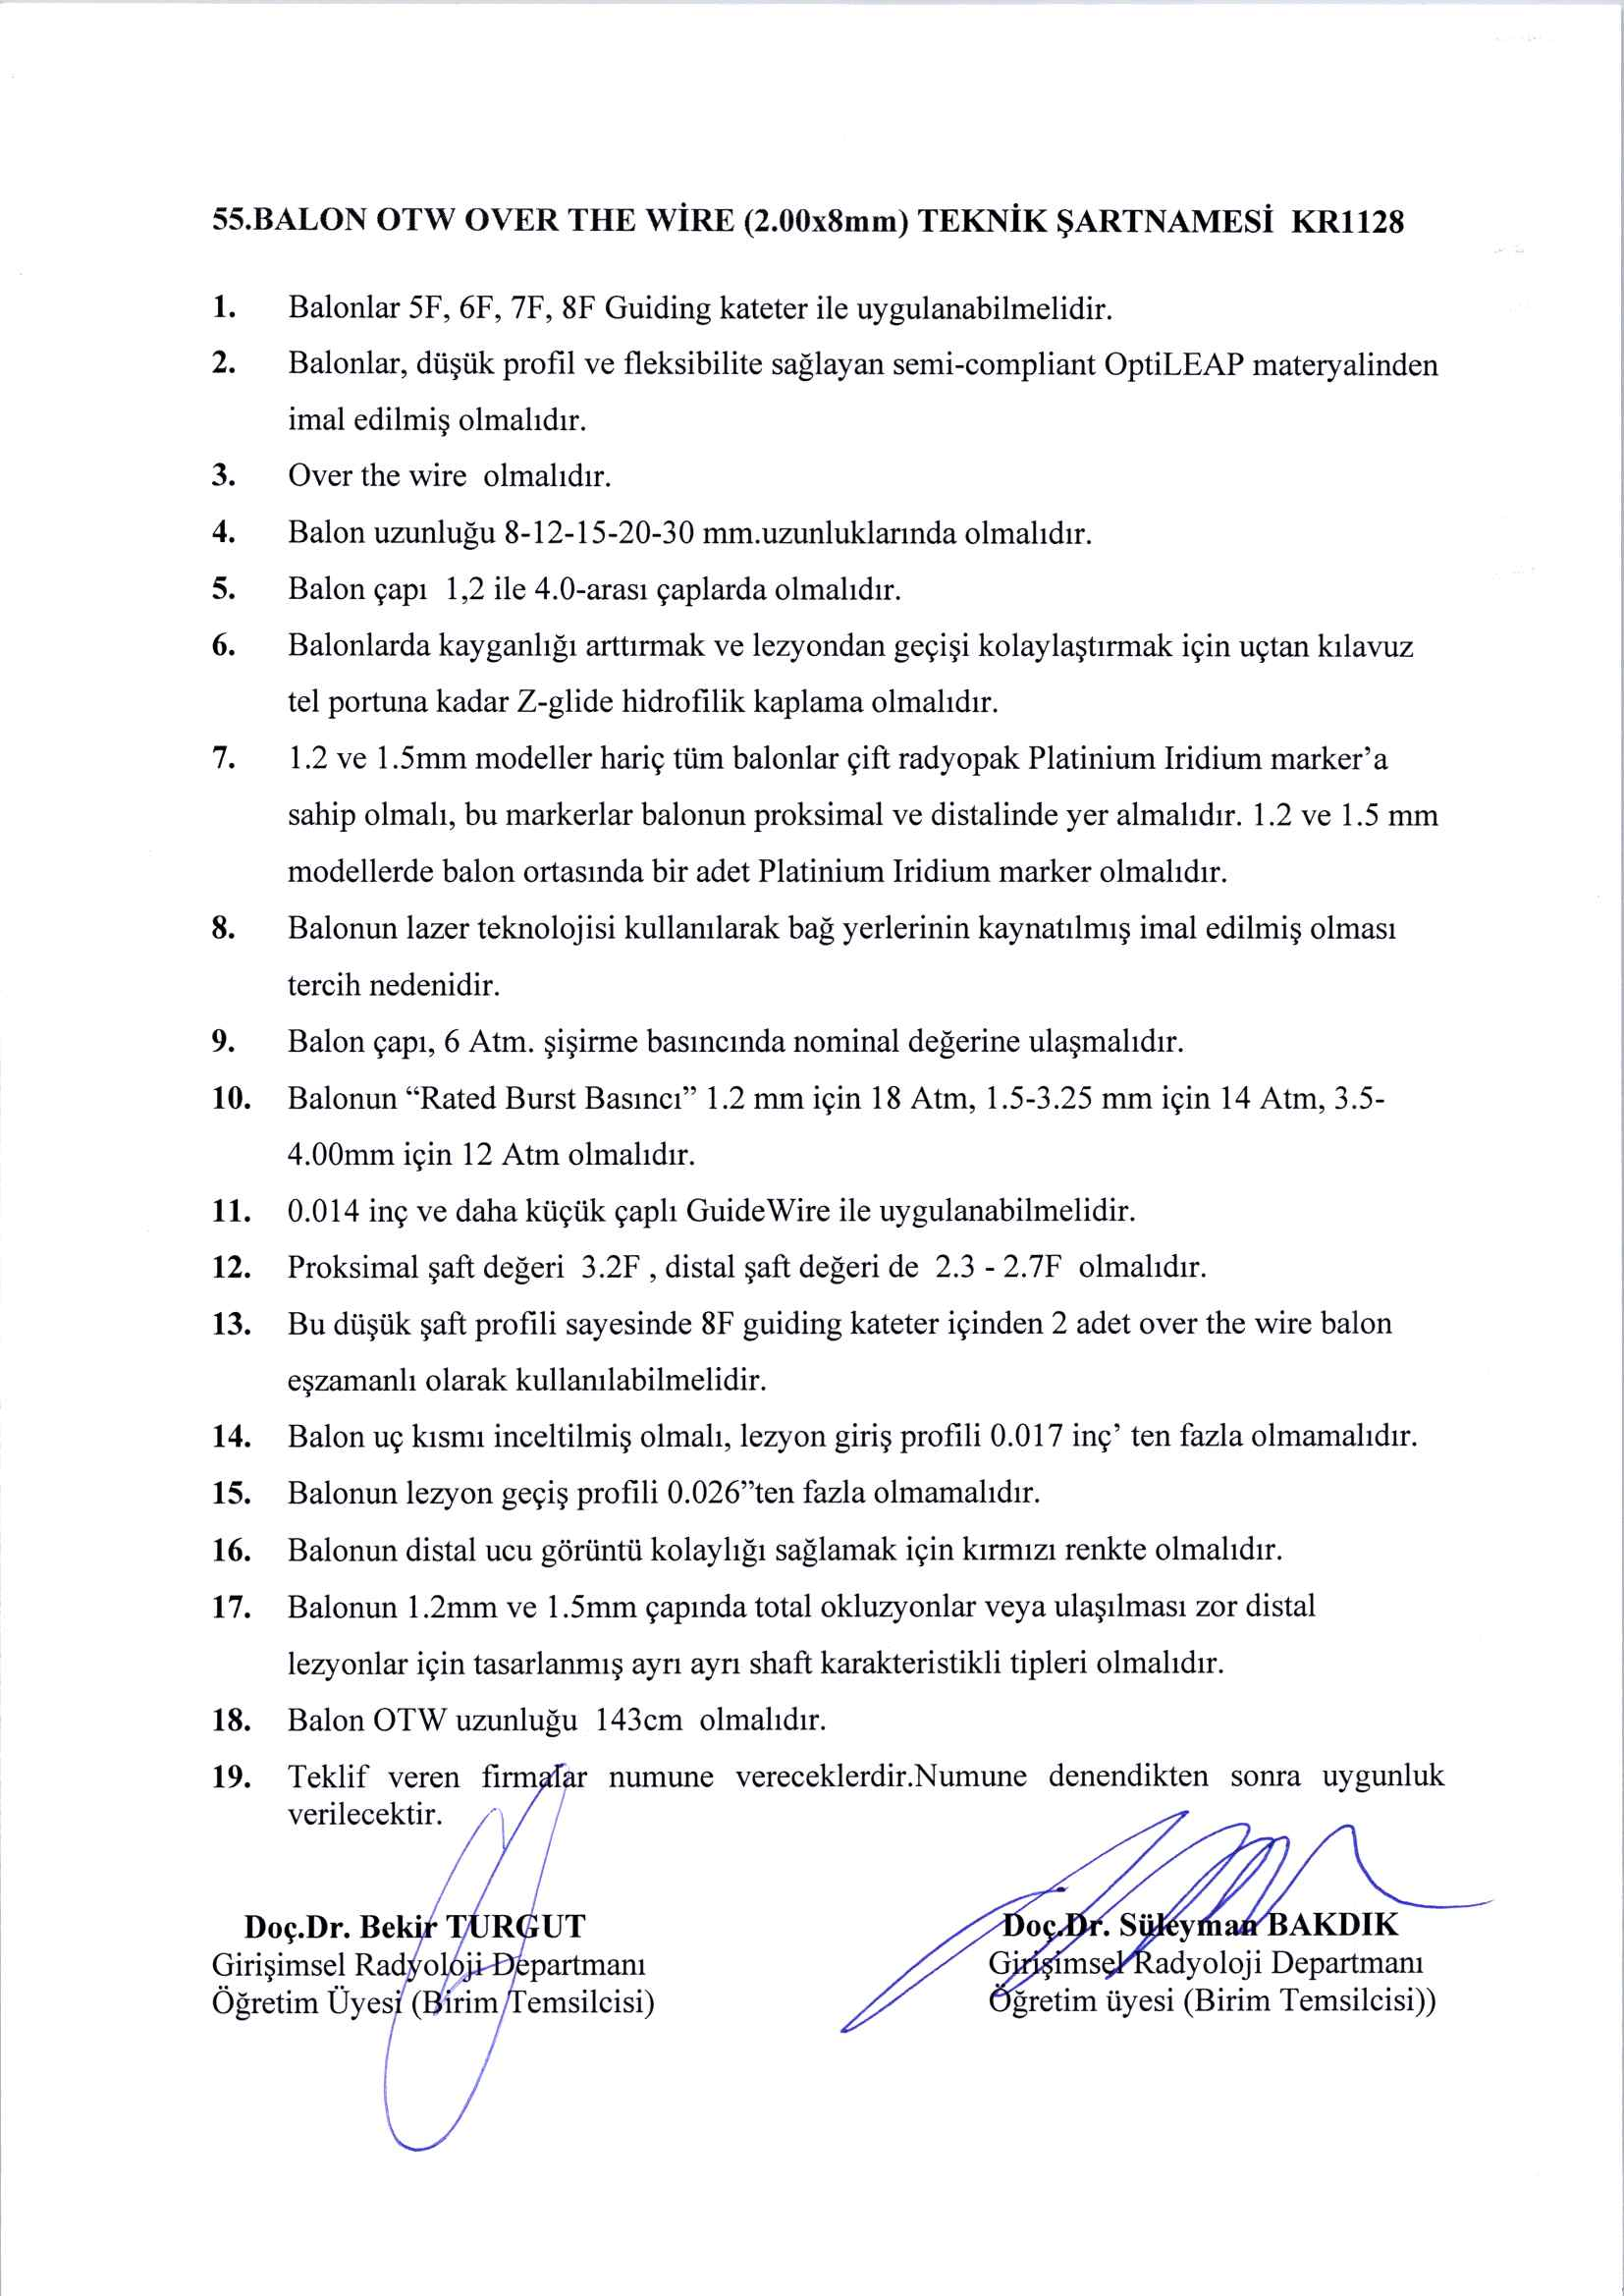 55.BALON OTW OVER THE WİRE (2.00x8mm) TEKNİK ŞARTNAMESİ  KR1128
1. Balonlar 5F, 6F, 7F, 8F Guiding kateter ile uygulanabilmelidir.
2. Balonlar, düşük profil ve fleksibilite sağlayan semi-compliant OptiLEAP materyalinden
imal edilmiş olmalıdır.
3. Over the wire  olmalıdır.
4. Balon uzunluğu 8-12-15-20-30 mm.uzunluklarında olmalıdır.
5. Balon çapı  1,2 ile 4.0-arası çaplarda olmalıdır.
6. Balonlarda kayganlığı arttırmak ve lezyondan geçişi kolaylaştırmak için uçtan kılavuz
tel portuna kadar Z-glide hidrofilik kaplama olmalıdır.
7. 1.2 ve 1.5mm modeller hariç tüm balonlar çift radyopak Platinium Iridium marker’a
sahip olmalı, bu markerlar balonun proksimal ve distalinde yer almalıdır. 1.2 ve 1.5 mm
modellerde balon ortasında bir adet Platinium Iridium marker olmalıdır.
8. Balonun lazer teknolojisi kullanılarak bağ yerlerinin kaynatılmış imal edilmiş olması
tercih nedenidir.
9. Balon çapı, 6 Atm. şişirme basıncında nominal değerine ulaşmalıdır.
10. Balonun “Rated Burst Basıncı” 1.2 mm için 18 Atm, 1.5-3.25 mm için 14 Atm, 3.5-
4.00mm için 12 Atm olmalıdır.
11. 0.014 inç ve daha küçük çaplı GuideWire ile uygulanabilmelidir.
12. Proksimal şaft değeri  3.2F , distal şaft değeri de  2.3 - 2.7F  olmalıdır.
13. Bu düşük şaft profili sayesinde 8F guiding kateter içinden 2 adet over the wire balon
eşzamanlı olarak kullanılabilmelidir.
14. Balon uç kısmı inceltilmiş olmalı, lezyon giriş profili 0.017 inç’ ten fazla olmamalıdır.
15. Balonun lezyon geçiş profili 0.026”ten fazla olmamalıdır.
16. Balonun distal ucu görüntü kolaylığı sağlamak için kırmızı renkte olmalıdır.
17. Balonun 1.2mm ve 1.5mm çapında total okluzyonlar veya ulaşılması zor distal
lezyonlar için tasarlanmış ayrı ayrı shaft karakteristikli tipleri olmalıdır.
18. Balon OTW uzunluğu  143cm  olmalıdır.
19. Teklif veren firmalar numune vereceklerdir.Numune denendikten sonra uygunluk
verilecektir.
Doç.Dr. Bekir TURGUT
Girişimsel Radyoloji Departmanı
Öğretim Üyesi (Birim Temsilcisi)
Doç.Dr. Süleyman BAKDIK
Girişimsel Radyoloji Departmanı
Öğretim üyesi (Birim Temsilcisi))